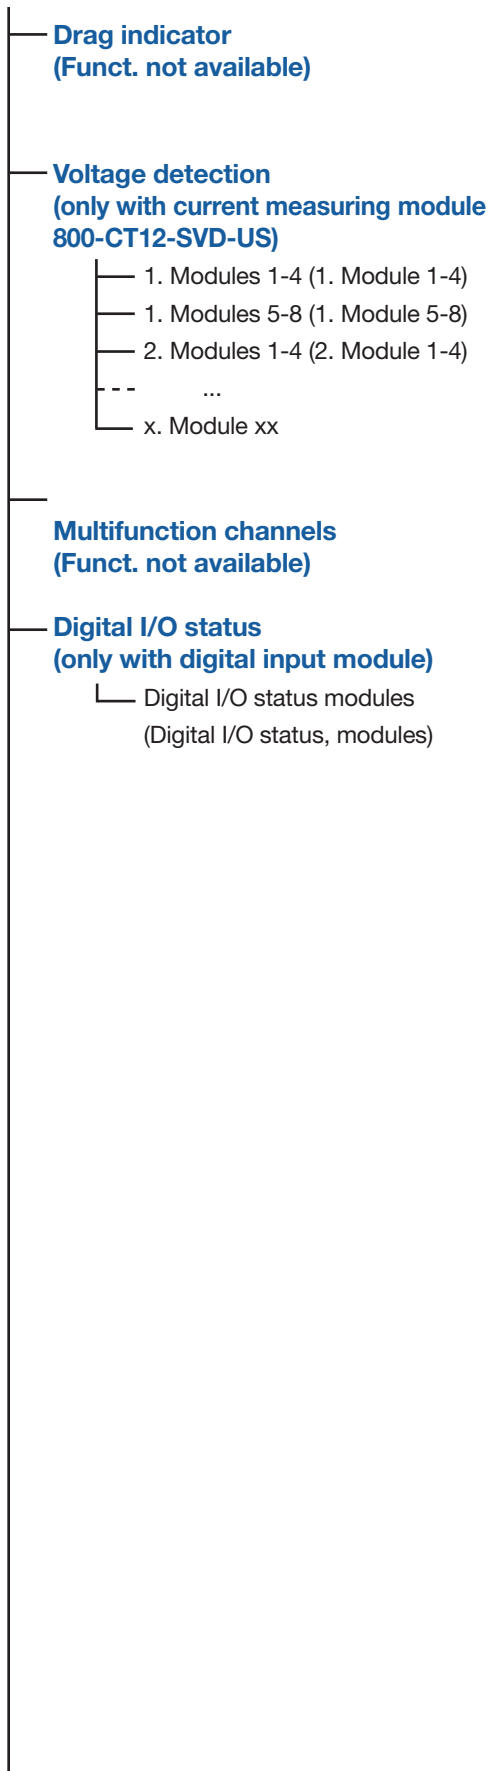 Drag indicator
(Funct. not available)
Voltage detection
(only with current measuring module
800-CT12-SVD-US)
1. Modules 1-4 (1. Module 1-4)
1. Modules 5-8 (1. Module 5-8)
2. Modules 1-4 (2. Module 1-4)
...
x. Module xx
Multifunction channels
(Funct. not available)
Digital I/O status
(only with digital input module)
Digital I/O status modules
(Digital I/O status, modules)